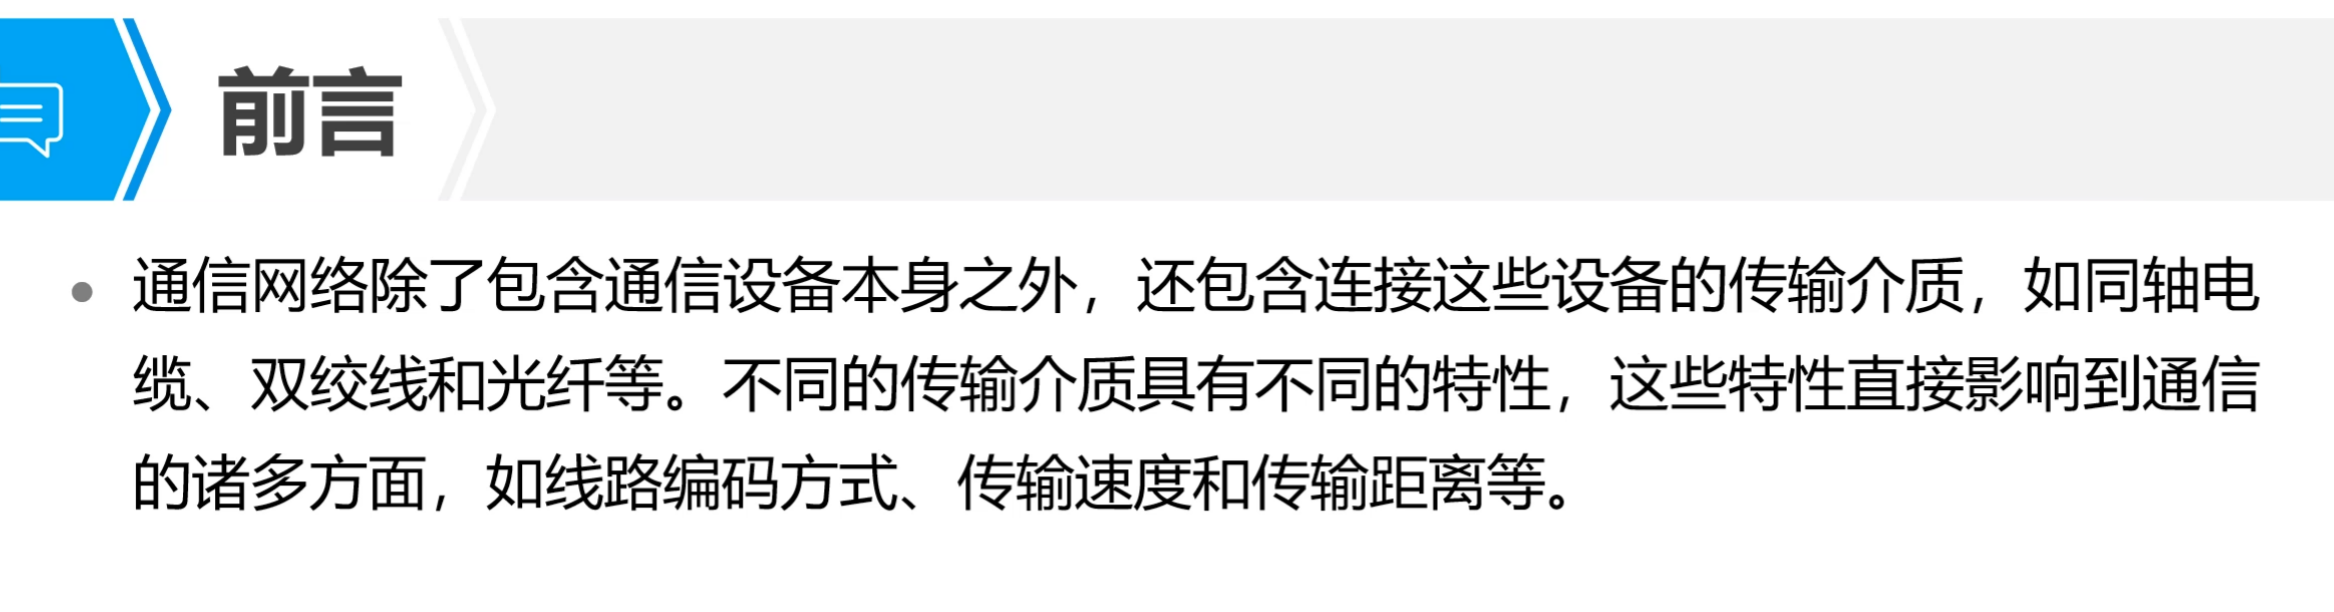 前言
• 通信网络除了包含通信设备本身之外，还包含连接这些设备的传输介质，如同轴电
缆、双绞线和光纤等。不同的传输介质具有不同的特性，这些特性直接影响到通信
的诸多方面，如线路编码方式、传输速度和传输距离等。